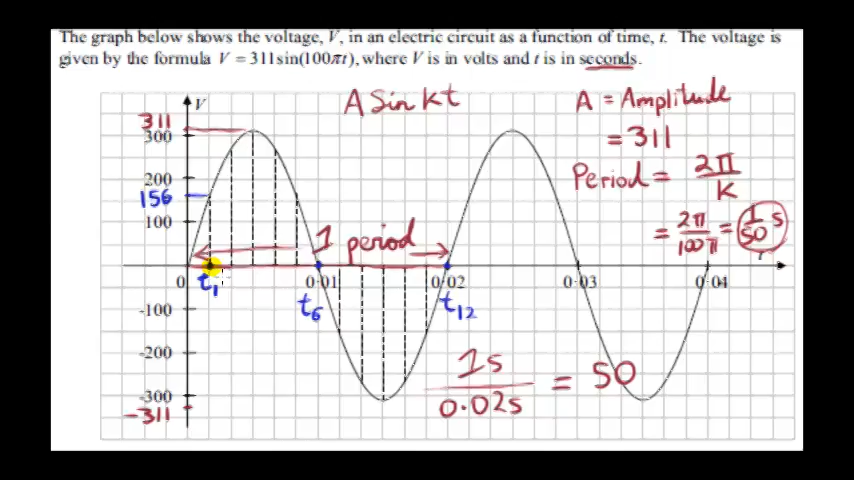 The graph below shows the voltage, V, in an electric circuit as a function of time, t. The voltage is
given by the formula V = 311sin(100πt), where V is in volts and t is in seconds.
V
A Sin Kt
A = Amplitude
= 311
Period = 2π/K
= 2π/100π = 1/50 s
311
300
200
156
100
1 period
0
0.01
0.02
0.03
0.04
t
t1
t6
t12
-100
-200
-300
-311
1s/0.02s = 50